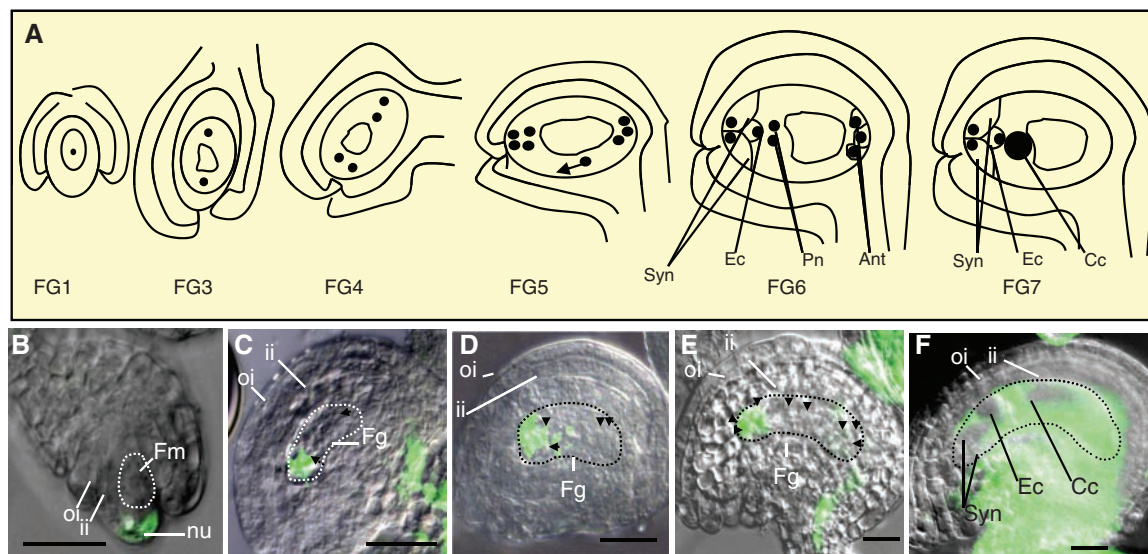 A
Syn Ec Pn Ant Syn Ec Cc
FG1 FG3 FG4 FG5 FG6 FG7
B C D E F
Fm
oi
ii
nu
oi
ii
Fg
oi
ii
Fg
oi
ii
Fg
oi
ii
Ec
Cc
Syn